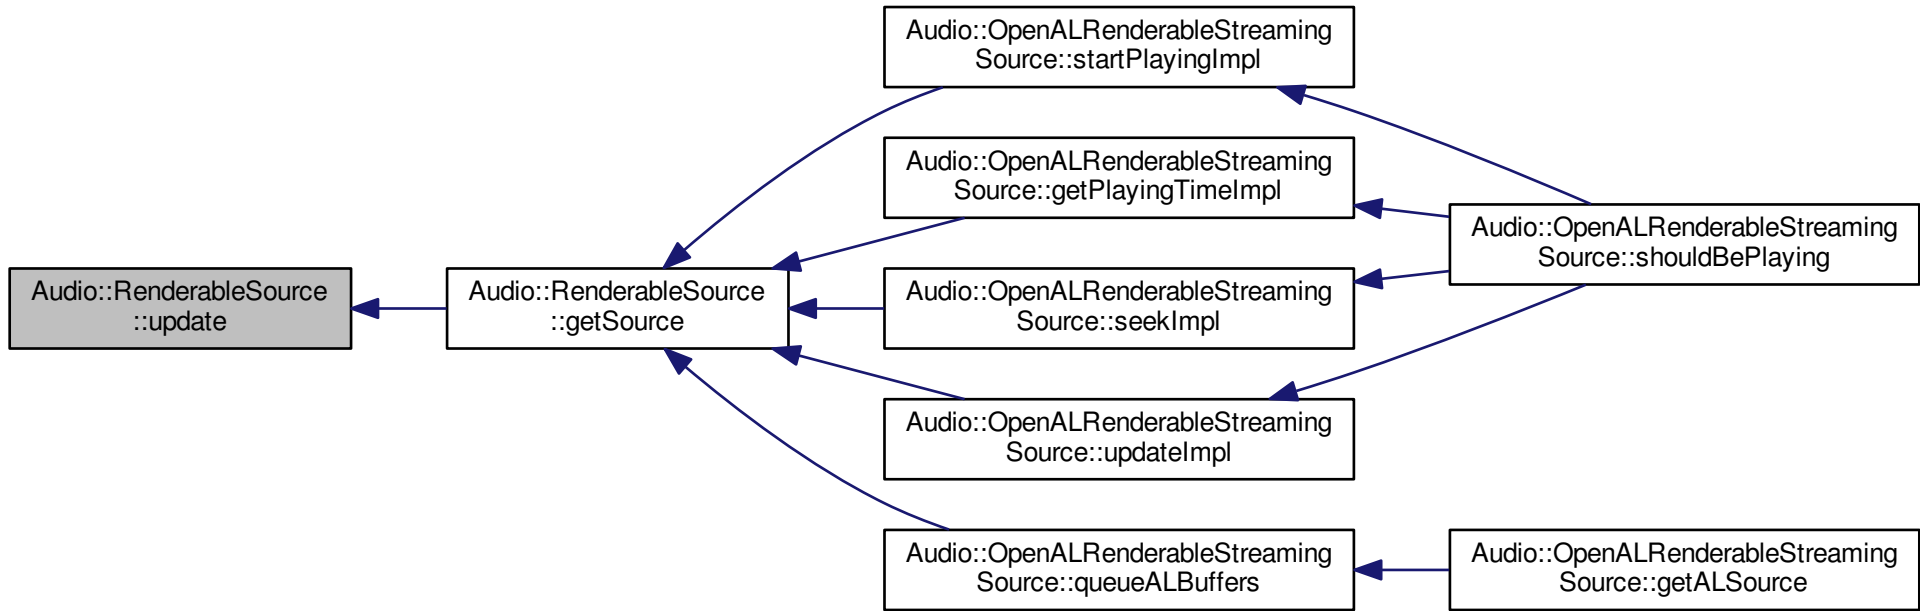 Audio::RenderableSource
::update
Audio::RenderableSource
::getSource
Audio::OpenALRenderableStreaming
Source::startPlayingImpl
Audio::OpenALRenderableStreaming
Source::getPlayingTimeImpl
Audio::OpenALRenderableStreaming
Source::seekImpl
Audio::OpenALRenderableStreaming
Source::updateImpl
Audio::OpenALRenderableStreaming
Source::queueALBuffers
Audio::OpenALRenderableStreaming
Source::shouldBePlaying
Audio::OpenALRenderableStreaming
Source::getALSource